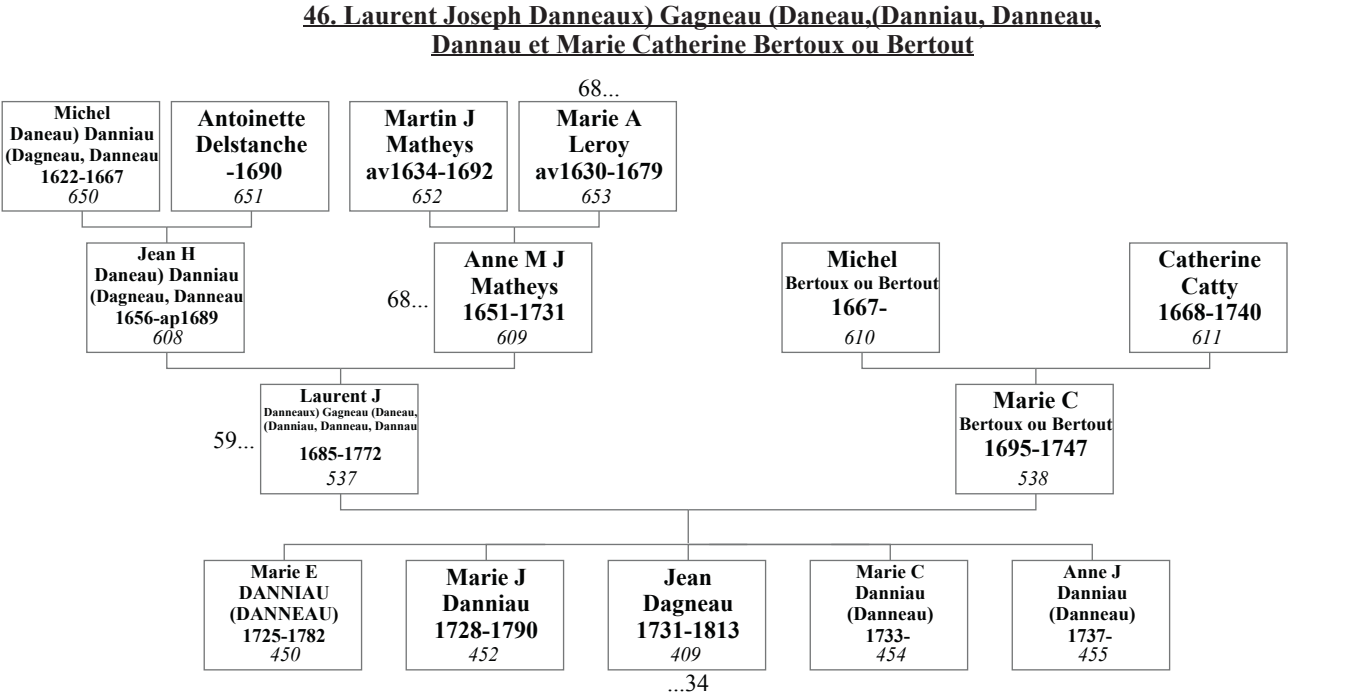 46. Laurent Joseph Danneaux) Gagneau (Daneau,(Danniau, Danneau,
Dannau et Marie Catherine Bertoux ou Bertout
68...
Michel
Daneau) Danniau
(Dagneau, Danneau
1622-1667
650
Antoinette
Delstanche
-1690
651
Martin J
Matheys
av1634-1692
652
Marie A
Leroy
av1630-1679
653
Jean H
Daneau) Danniau
(Dagneau, Danneau
1656-ap1689
608
68...
Anne M J
Matheys
1651-1731
609
Michel
Bertoux ou Bertout
1667-
610
Catherine
Catty
1668-1740
611
59...
Laurent J
Danneaux) Gagneau (Daneau,
(Danniau, Danneau, Dannau
1685-1772
537
Marie C
Bertoux ou Bertout
1695-1747
538
Marie E
DANNIAU
(DANNEAU)
1725-1782
450
Marie J
Danniau
1728-1790
452
Jean
Dagneau
1731-1813
409
Marie C
Danniau
(Danneau)
1733-
454
Anne J
Danniau
(Danneau)
1737-
455
...34